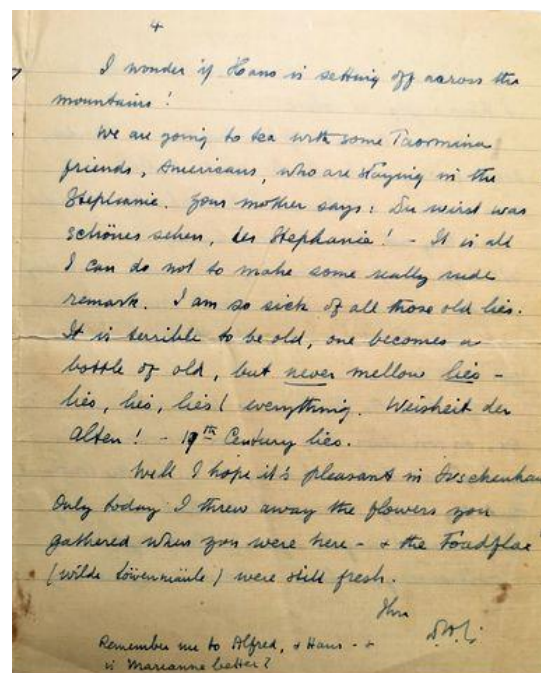 4
I wonder if Hans is setting off across the
mountains!
We are going to tea with some Taormina
friends, Americans, who are staying in the
Stephanie. Your mother says: Du wirst was
schönes sehen, des Stephanie! - It is all
I can do not to make some really rude
remark. I am so sick of all those old lies.
It is terrible to be old, one becomes a
bottle of old, but never mellow lies -
lies, lies, lies! everything. Weisheit der
Alten! - 19th Century lies.
Well I hope it's pleasant in
Only today I threw away the flowers you
gathered when you were here - + the Toadflax
(wilde Löwenmäule) were still fresh.
Ihr
D.H.L.
Remember me to Alfred, + Hans - +
is Marianne better?